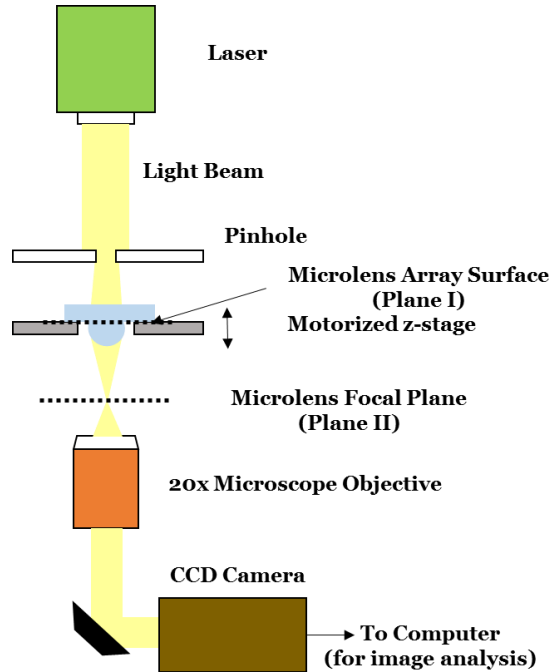 Laser
Light Beam
Pinhole
Microlens Array Surface
(Plane I)
Motorized z-stage
Microlens Focal Plane
(Plane II)
20x Microscope Objective
CCD Camera
To Computer
(for image analysis)